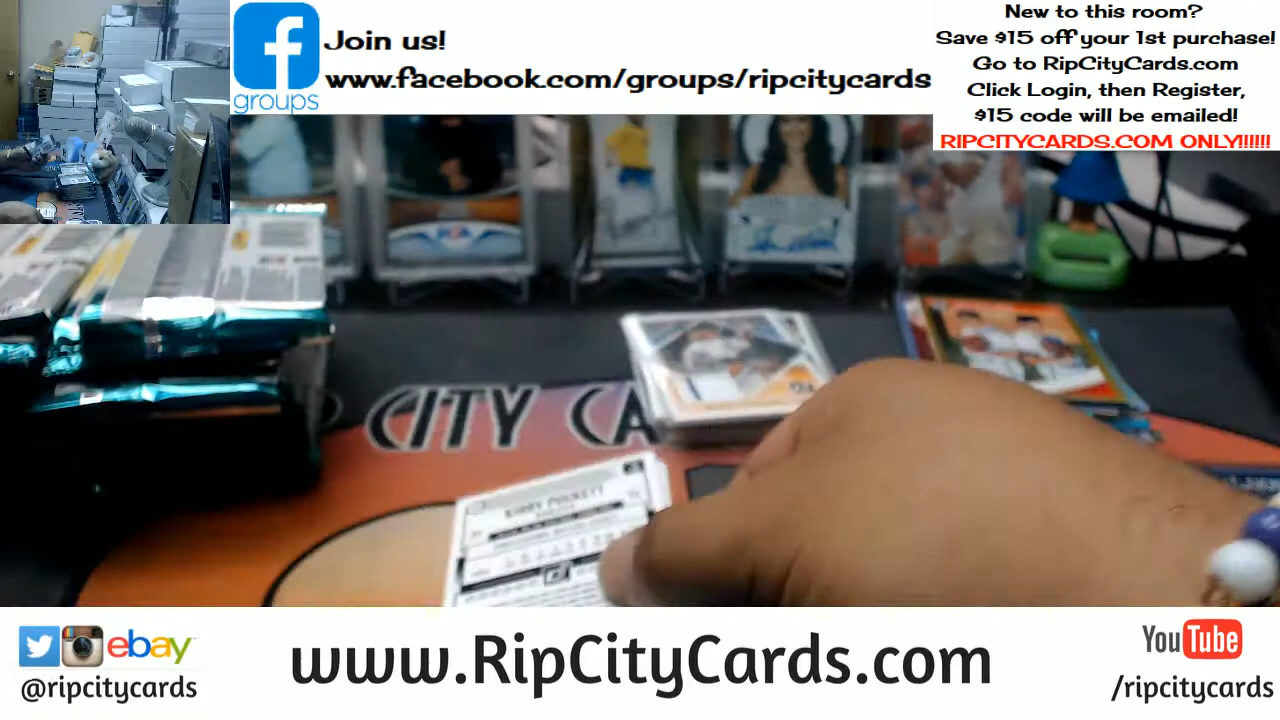 Join us!
www.facebook.com/groups/ripcitycards
groups
New to this room?
Save $15 off your 1st purchase!
Go to RipCityCards.com
Click Login, then Register,
$15 code will be emailed!
RIPCITYCARDS.COM ONLY!!!!!!
CITY CA
KIRBY PUCKETT
ebay
@ripcitycards
www.RipCityCards.com
YouTube
/ripcitycards